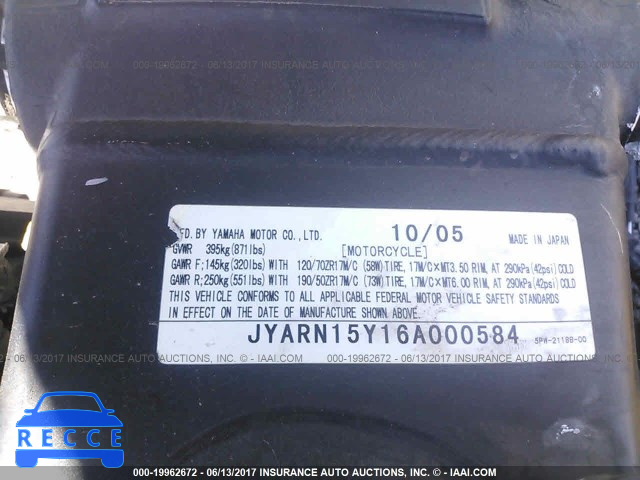 000-19962672 - 06/13/2017 INSURANCE AUTO AUCTIONS INC. - © IAAI.COM
FD. BY YAMAHA MOTOR CO., LTD. 10/05 MADE IN JAPAN
GVWR 395kg(871lbs) [MOTORCYCLE]
GAWR F;145kg(320lbs)WITH 120/70ZR17M/C (58W)TIRE, 17M/C×MT3.50 RIM, AT 290kPa(42psi)COLD
GAWR R;250kg(551lbs)WITH 190/50ZR17M/C (73W)TIRE, 17M/C×MT6.00 RIM, AT 290kPa(42psi)COLD
THIS VEHICLE CONFORMS TO ALL APPLICABLE FEDERAL MOTOR VEHICLE SAFETY STANDARDS
IN EFFECT ON THE DATE OF MANUFACTURE SHOWN ABOVE.
000-19962672 - 06/13/2017 INSURANCE AUTO AUCTIONS INC. - © IAAI.COM
JYARN15Y16A000584 5PW-2118B-00
RECCE
000-19962672 - 06/13/2017 INSURANCE AUTO AUCTIONS INC. - © IAAI.COM